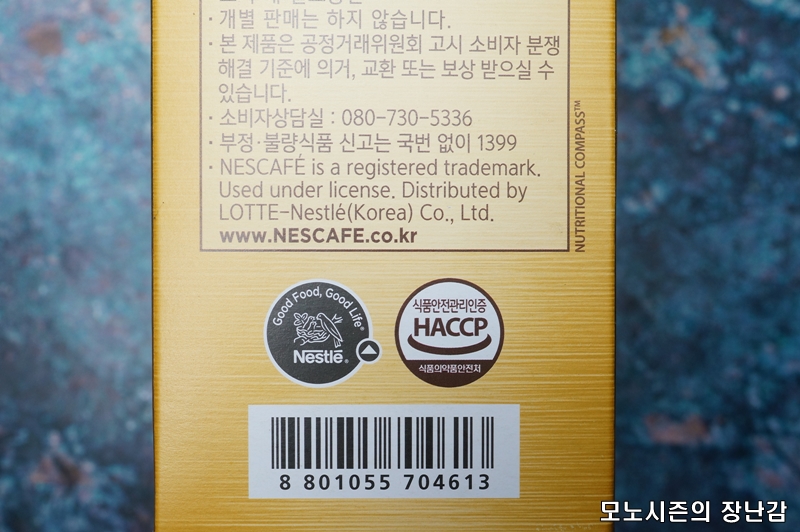 · 개별 판매는 하지 않습니다.
· 본 제품은 공정거래위원회 고시 소비자 분쟁
해결 기준에 의거, 교환 또는 보상 받으실 수
있습니다.
· 소비자상담실 : 080-730-5336
· 부정·불량식품 신고는 국번 없이 1399
· NESCAFÉ is a registered trademark.
Used under license. Distributed by
LOTTE-Nestlé(Korea) Co., Ltd.
www.NESCAFE.co.kr
NUTRITIONAL COMPASS™
Good Food, Good Life®
Nestlé®
식품안전관리인증
HACCP
식품의약품안전처
8 801055 704613
모노시즌의 장난감